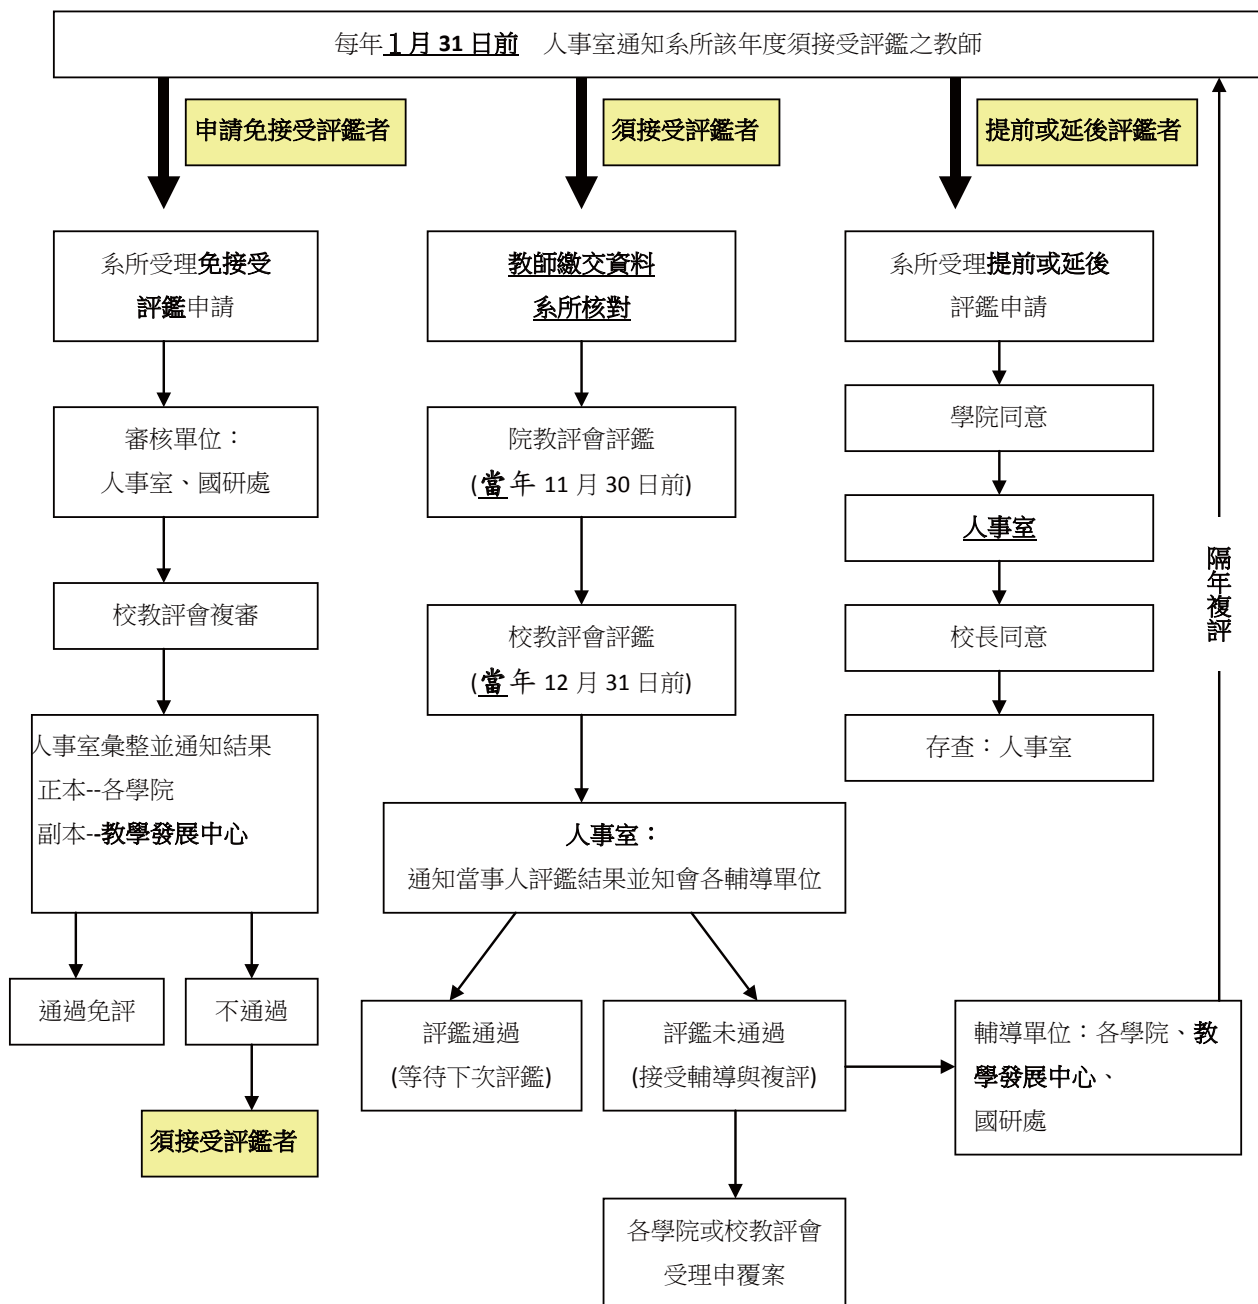 每年１月 31 日前 人事室通知系所該年度須接受評鑑之教師
申請免接受評鑑者
須接受評鑑者
提前或延後評鑑者
系所受理免接受
評鑑申請
審核單位：
人事室、國研處
校教評會複審
人事室彙整並通知結果
正本--各學院
副本--教學發展中心
通過免評
不通過
須接受評鑑者
教師繳交資料
系所核對
院教評會評鑑
(當年 11 月 30 日前)
校教評會評鑑
(當年 12 月 31 日前)
人事室：
通知當事人評鑑結果並知會各輔導單位
評鑑通過
(等待下次評鑑)
評鑑未通過
(接受輔導與複評)
各學院或校教評會
受理申覆案
系所受理提前或延後
評鑑申請
學院同意
人事室
校長同意
存查：人事室
輔導單位：各學院、教
學發展中心、
國研處
隔年複評